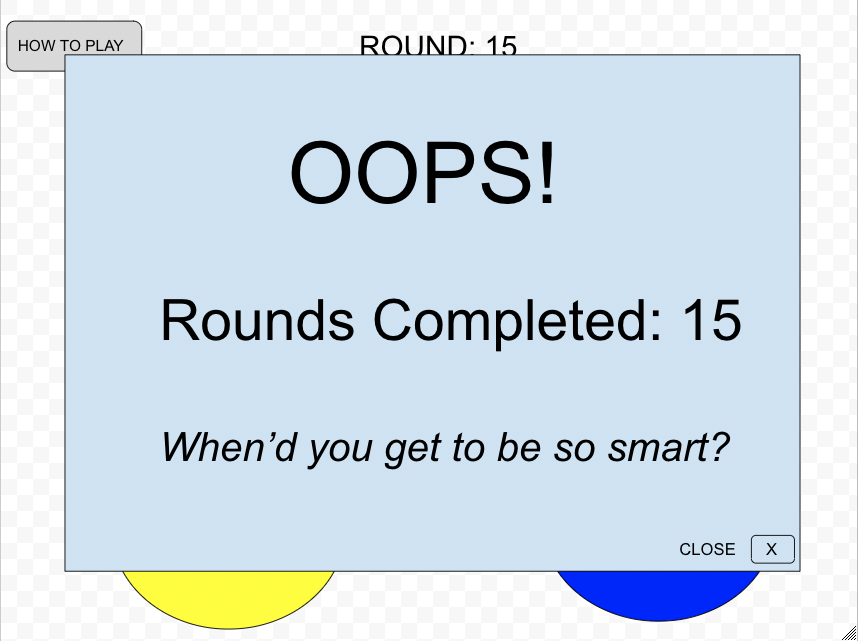 HOW TO PLAY
ROUND: 15
OOPS!
Rounds Completed: 15
When’d you get to be so smart?
CLOSE X